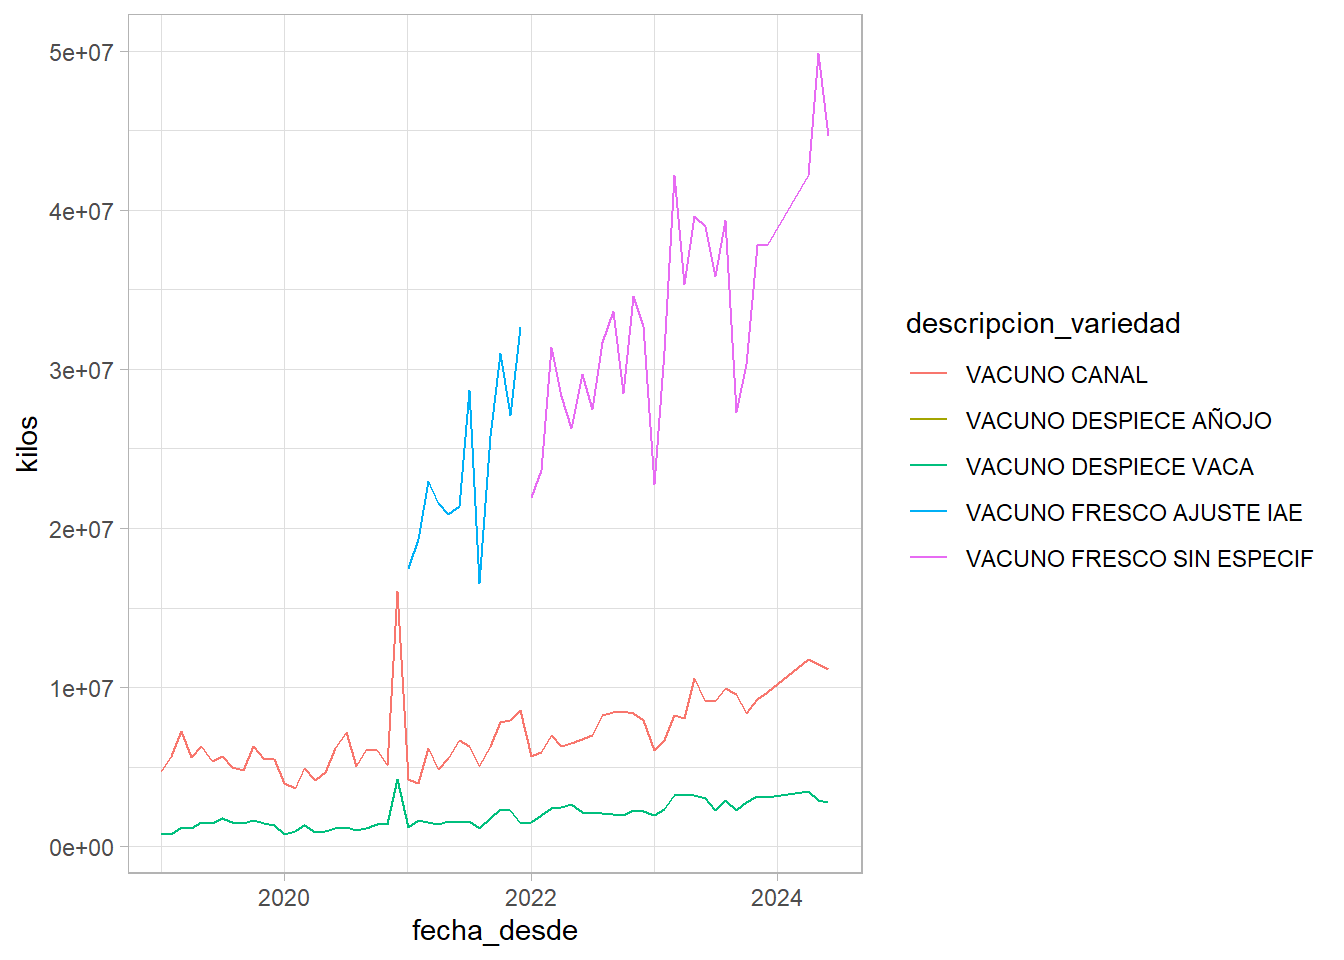 5e+07
4e+07
3e+07
2e+07
1e+07
0e+00
kilos
2020
2022
2024
fecha_desde
descripcion_variedad
VACUNO CANAL
VACUNO DESPIECE AÑOJO
VACUNO DESPIECE VACA
VACUNO FRESCO AJUSTE IAE
VACUNO FRESCO SIN ESPECIF